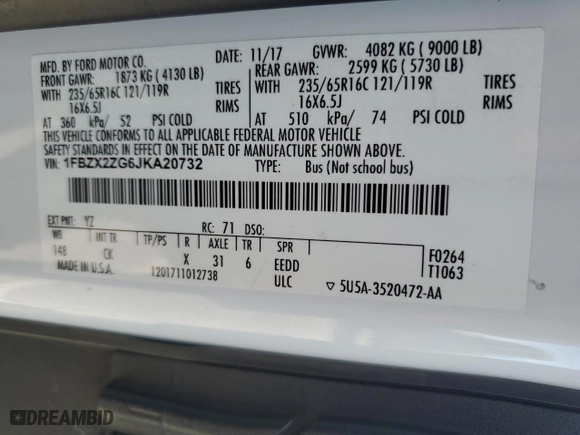 MFD. BY FORD MOTOR CO.
DATE: 11/17 GVWR: 4082 KG ( 9000 LB)
FRONT GAWR: 1873 KG ( 4130 LB) REAR GAWR: 2599 KG ( 5730 LB)
WITH 235/65R16C 121/119R TIRES WITH 235/65R16C 121/119R TIRES
16X6.5J RIMS 16X6.5J RIMS
AT 360 kPa/ 52 PSI COLD AT 510 kPa/ 74 PSI COLD
THIS VEHICLE CONFORMS TO ALL APPLICABLE FEDERAL MOTOR VEHICLE
SAFETY STANDARDS IN EFFECT ON THE DATE OF MANUFACTURE SHOWN ABOVE.
VIN: 1FBZX2ZG6JKA20732 TYPE: Bus (Not school bus)
EXT PNT: YZ RC: 71 DSO:
WB INT TR TP/PS R AXLE TR SPR
148 CK X 31 6 EEDD
MADE IN U.S.A. 1201711012738 ULC
F0264
T1063
▽ 5U5A-3520472-AA
DREAMBID